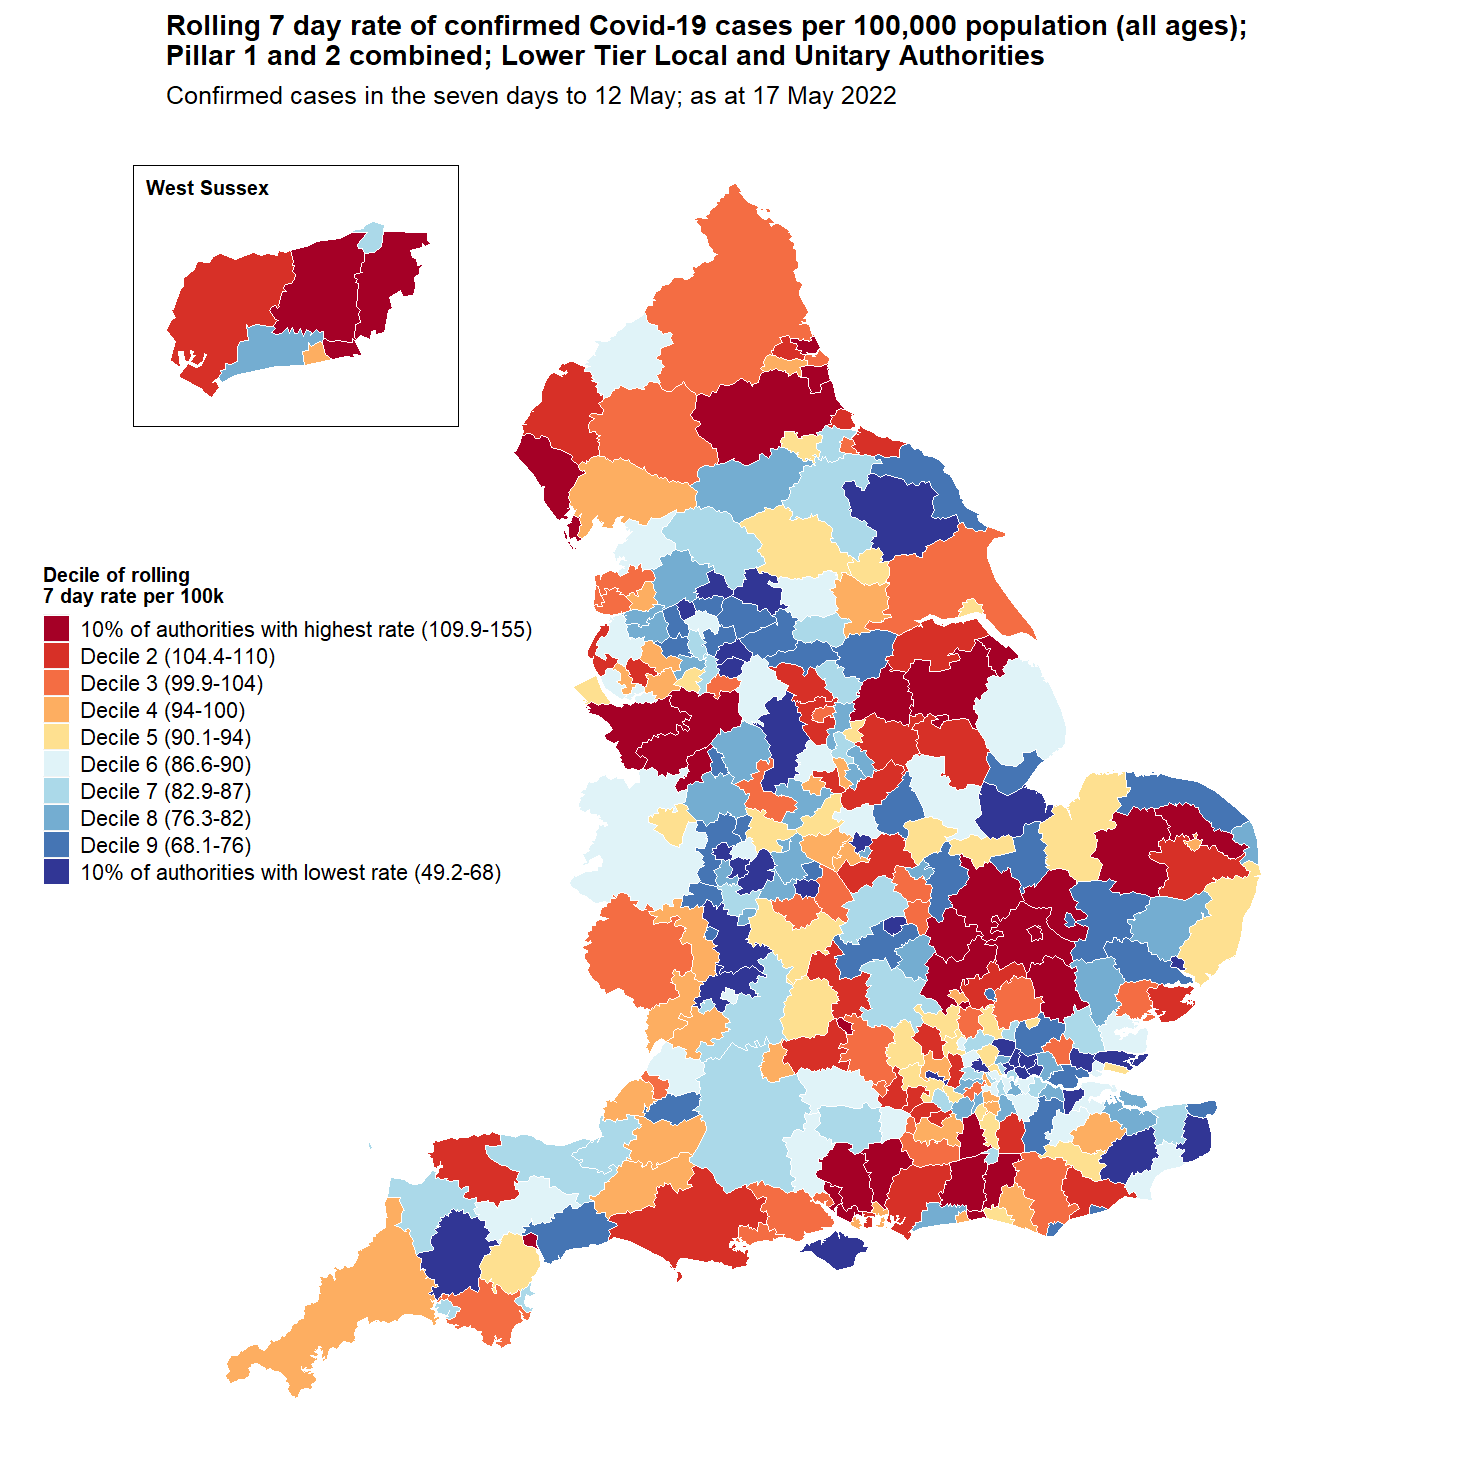 Rolling 7 day rate of confirmed Covid-19 cases per 100,000 population (all ages);
Pillar 1 and 2 combined; Lower Tier Local and Unitary Authorities
Confirmed cases in the seven days to 12 May; as at 17 May 2022
West Sussex
Decile of rolling
7 day rate per 100k
10% of authorities with highest rate (109.9-155)
Decile 2 (104.4-110)
Decile 3 (99.9-104)
Decile 4 (94-100)
Decile 5 (90.1-94)
Decile 6 (86.6-90)
Decile 7 (82.9-87)
Decile 8 (76.3-82)
Decile 9 (68.1-76)
10% of authorities with lowest rate (49.2-68)